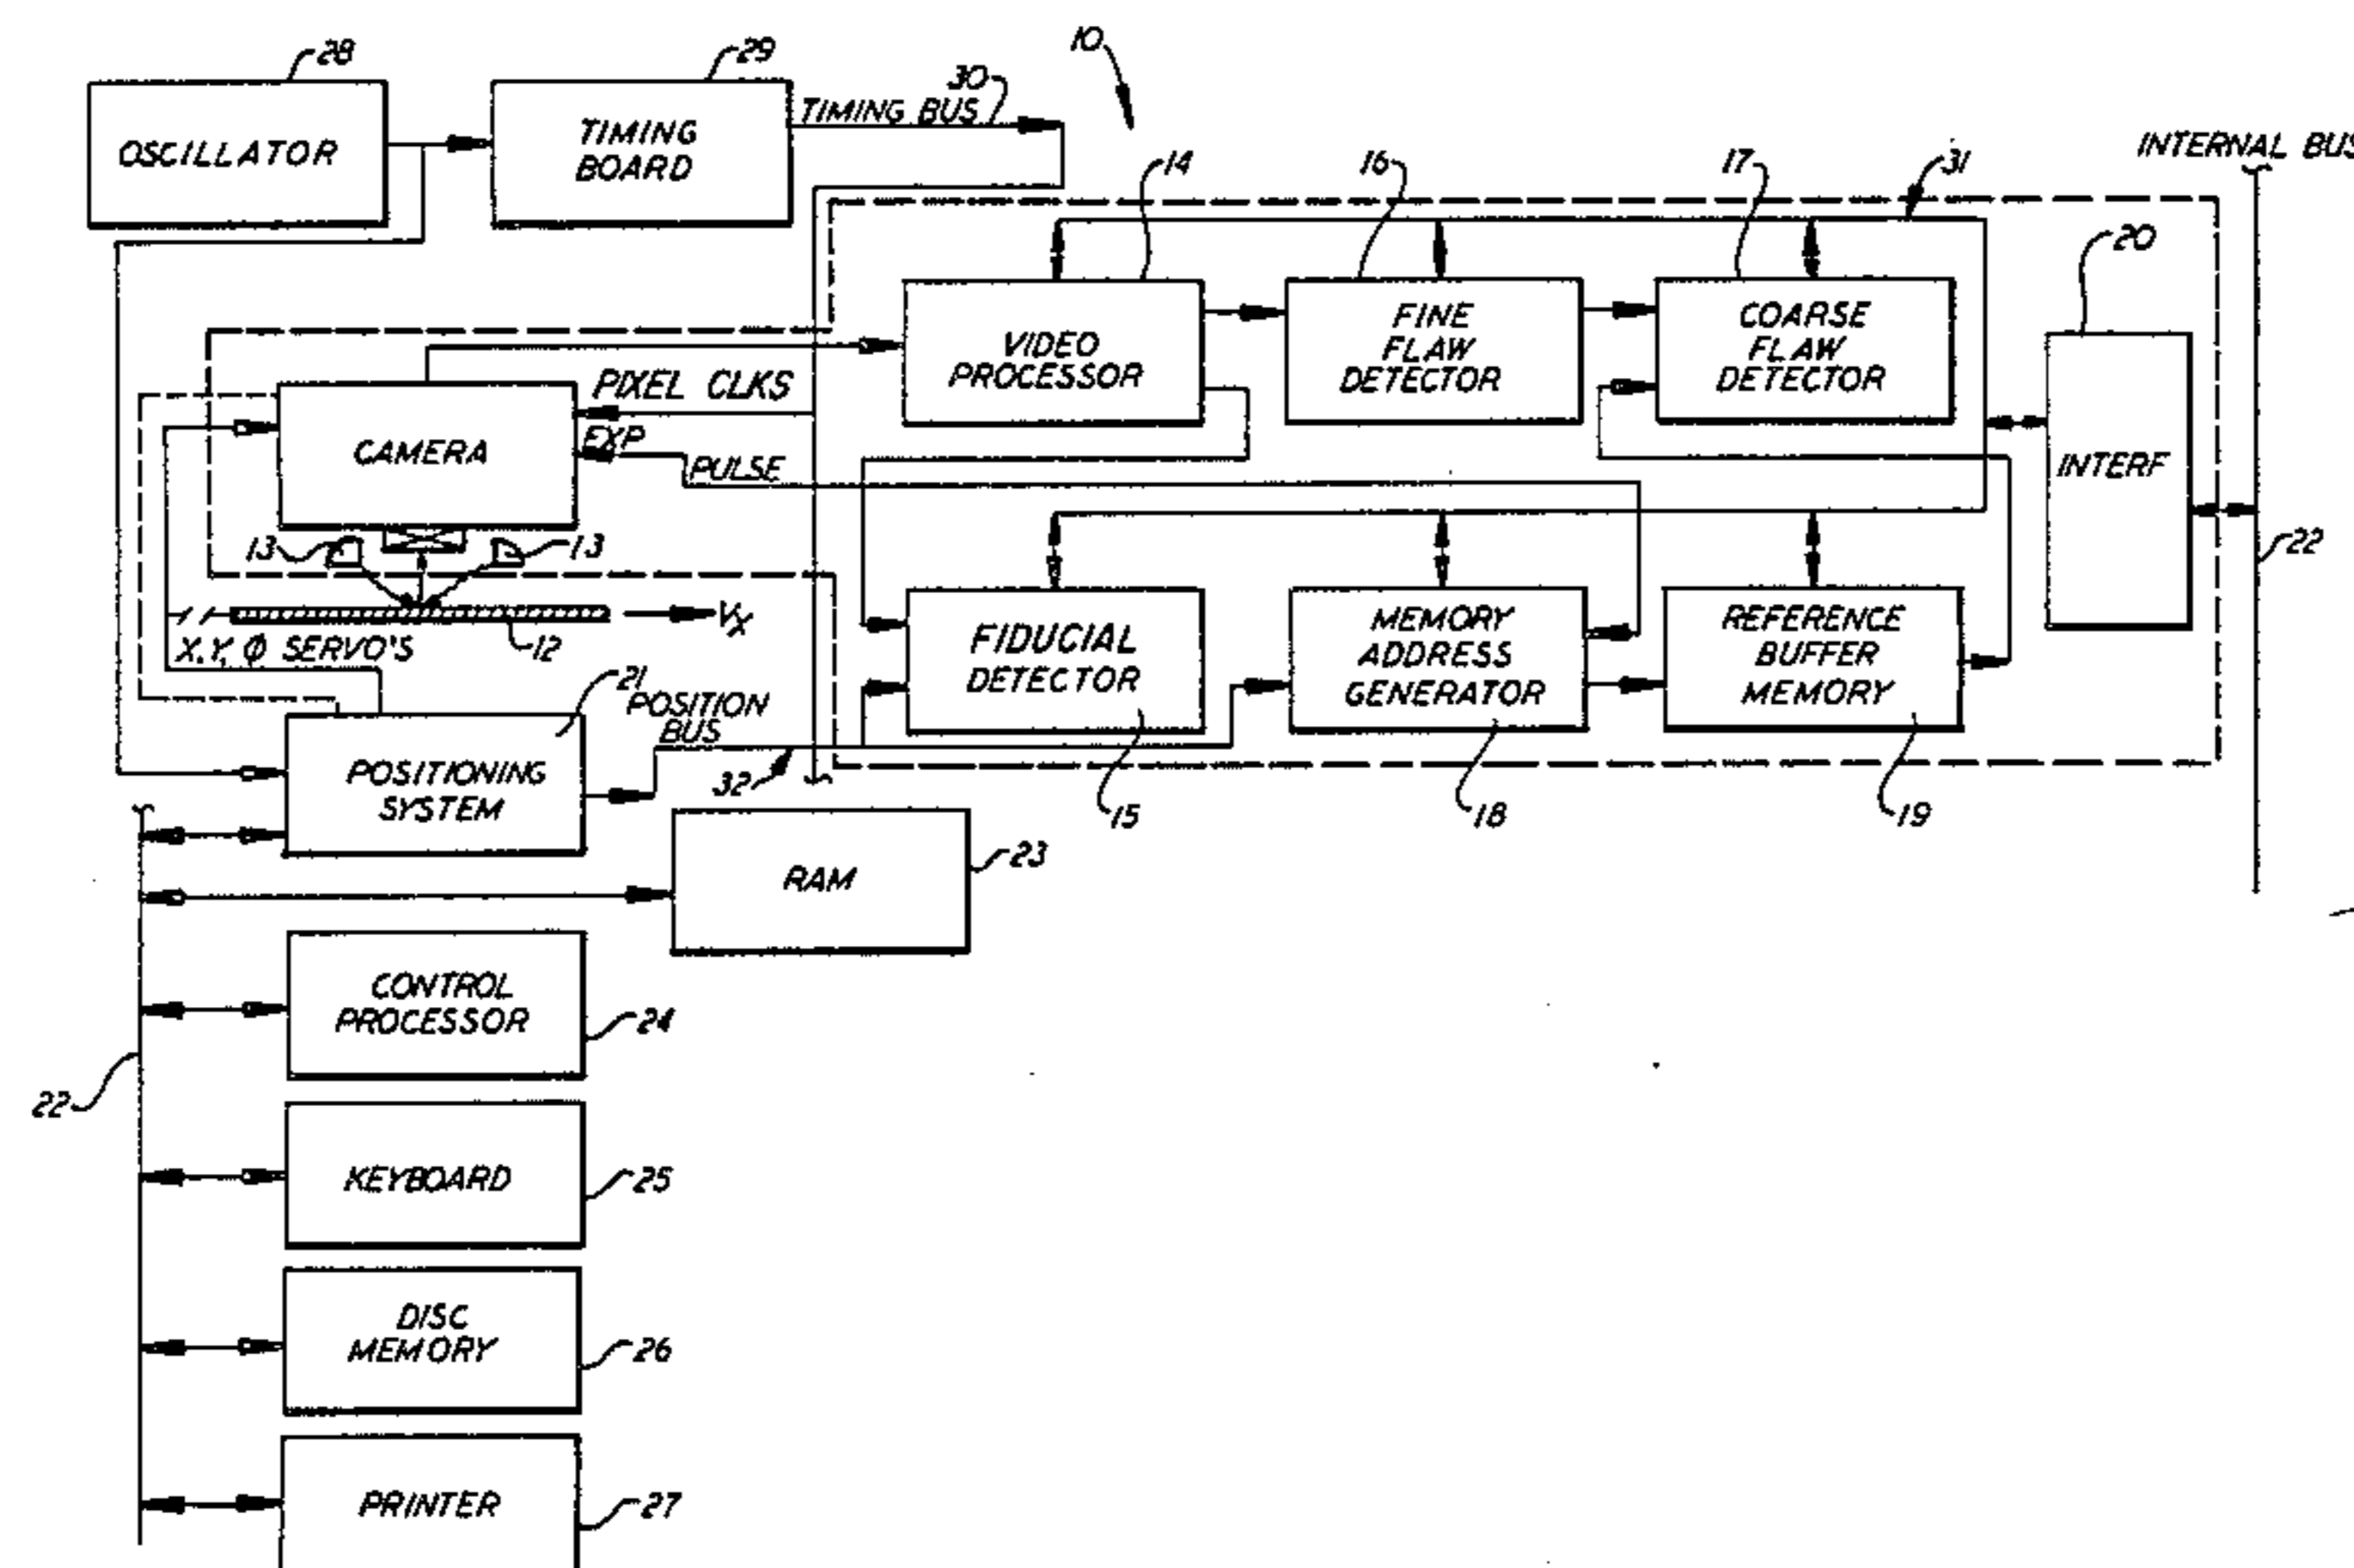 28
29
10
30
TIMING BUS
OSCILLATOR
TIMING
BOARD
14
16
17
31
INTERNAL BUS
20
VIDEO
PROCESSOR
FINE
FLAW
DETECTOR
COARSE
FLAW
DETECTOR
PIXEL CLKS
CAMERA
EXP
PULSE
INTERF
13
13
22
VX
X, Y, Φ SERVO'S
12
FIDUCIAL
DETECTOR
MEMORY
ADDRESS
GENERATOR
REFERENCE
BUFFER
MEMORY
21
POSITION
BUS
POSITIONING
SYSTEM
32
15
18
19
RAM
23
CONTROL
PROCESSOR
24
22
KEYBOARD
25
DISC
MEMORY
26
PRINTER
27